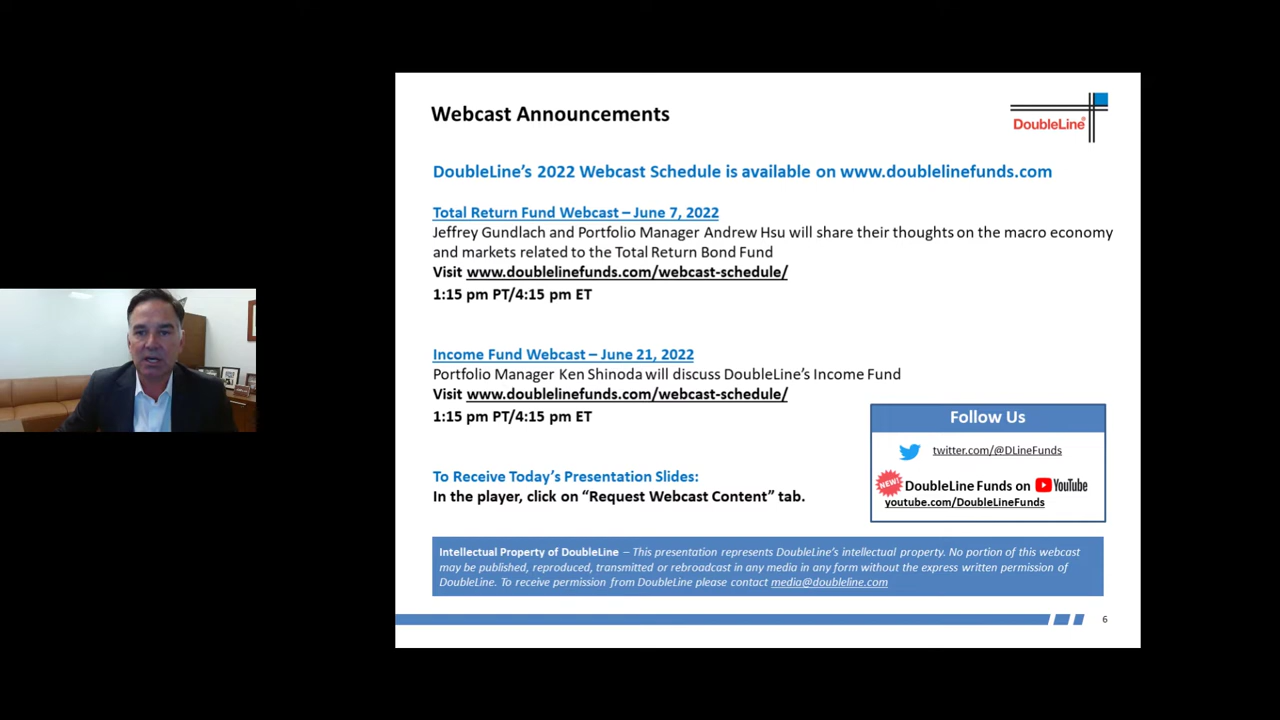 Webcast Announcements
DoubleLine®
DoubleLine's 2022 Webcast Schedule is available on www.doublelinefunds.com
Total Return Fund Webcast – June 7, 2022
Jeffrey Gundlach and Portfolio Manager Andrew Hsu will share their thoughts on the macro economy
and markets related to the Total Return Bond Fund
Visit www.doublelinefunds.com/webcast-schedule/
1:15 pm PT/4:15 pm ET
Income Fund Webcast – June 21, 2022
Portfolio Manager Ken Shinoda will discuss DoubleLine's Income Fund
Visit www.doublelinefunds.com/webcast-schedule/
1:15 pm PT/4:15 pm ET
To Receive Today's Presentation Slides:
In the player, click on “Request Webcast Content” tab.
Follow Us
twitter.com/@DLineFunds
NEW! DoubleLine Funds on YouTube
youtube.com/DoubleLineFunds
Intellectual Property of DoubleLine – This presentation represents DoubleLine's intellectual property. No portion of this webcast
may be published, reproduced, transmitted or rebroadcast in any media in any form without the express written permission of
DoubleLine. To receive permission from DoubleLine please contact media@doubleline.com
6